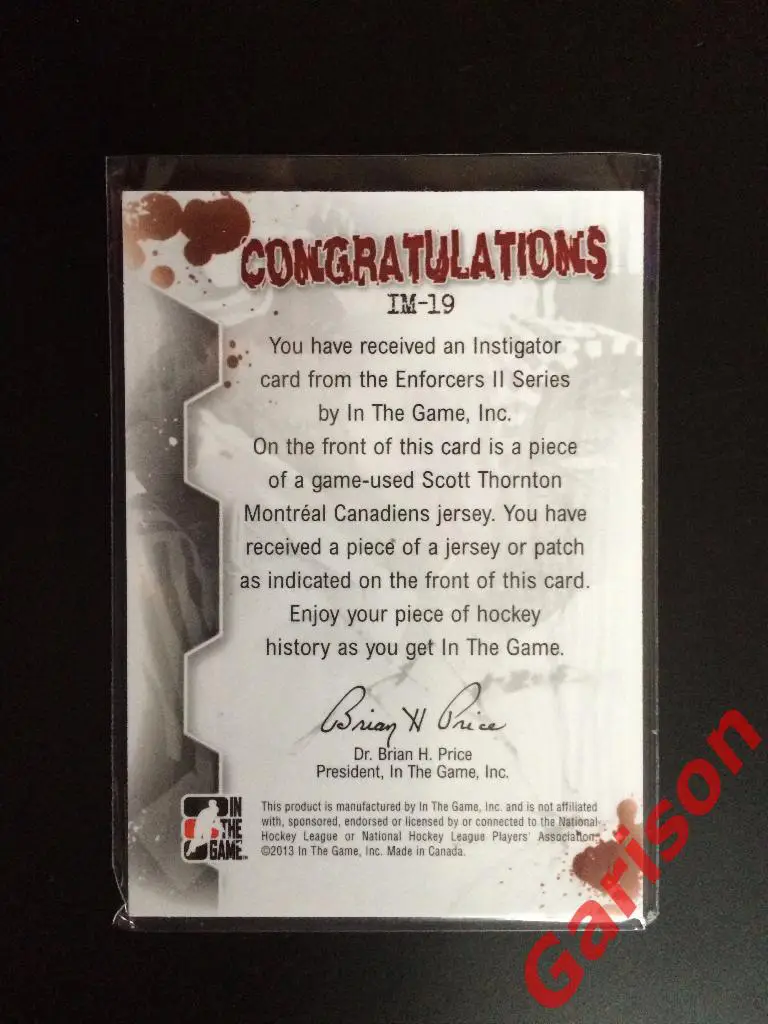 CONGRATULATIONS
IM-19
You have received an Instigator
card from the Enforcers II Series
by In The Game, Inc.
On the front of this card is a piece
of a game-used Scott Thornton
Montréal Canadiens jersey. You have
received a piece of a jersey or patch
as indicated on the front of this card.
Enjoy your piece of hockey
history as you get In The Game.
Brian H Price
Dr. Brian H. Price
President, In The Game, Inc.
IN
THE
GAME
This product is manufactured by In The Game, Inc. and is not affiliated
with, sponsored, endorsed or licensed by or connected to the National
Hockey League or National Hockey League Players' Association.
©2013 In The Game, Inc. Made in Canada.
Garison